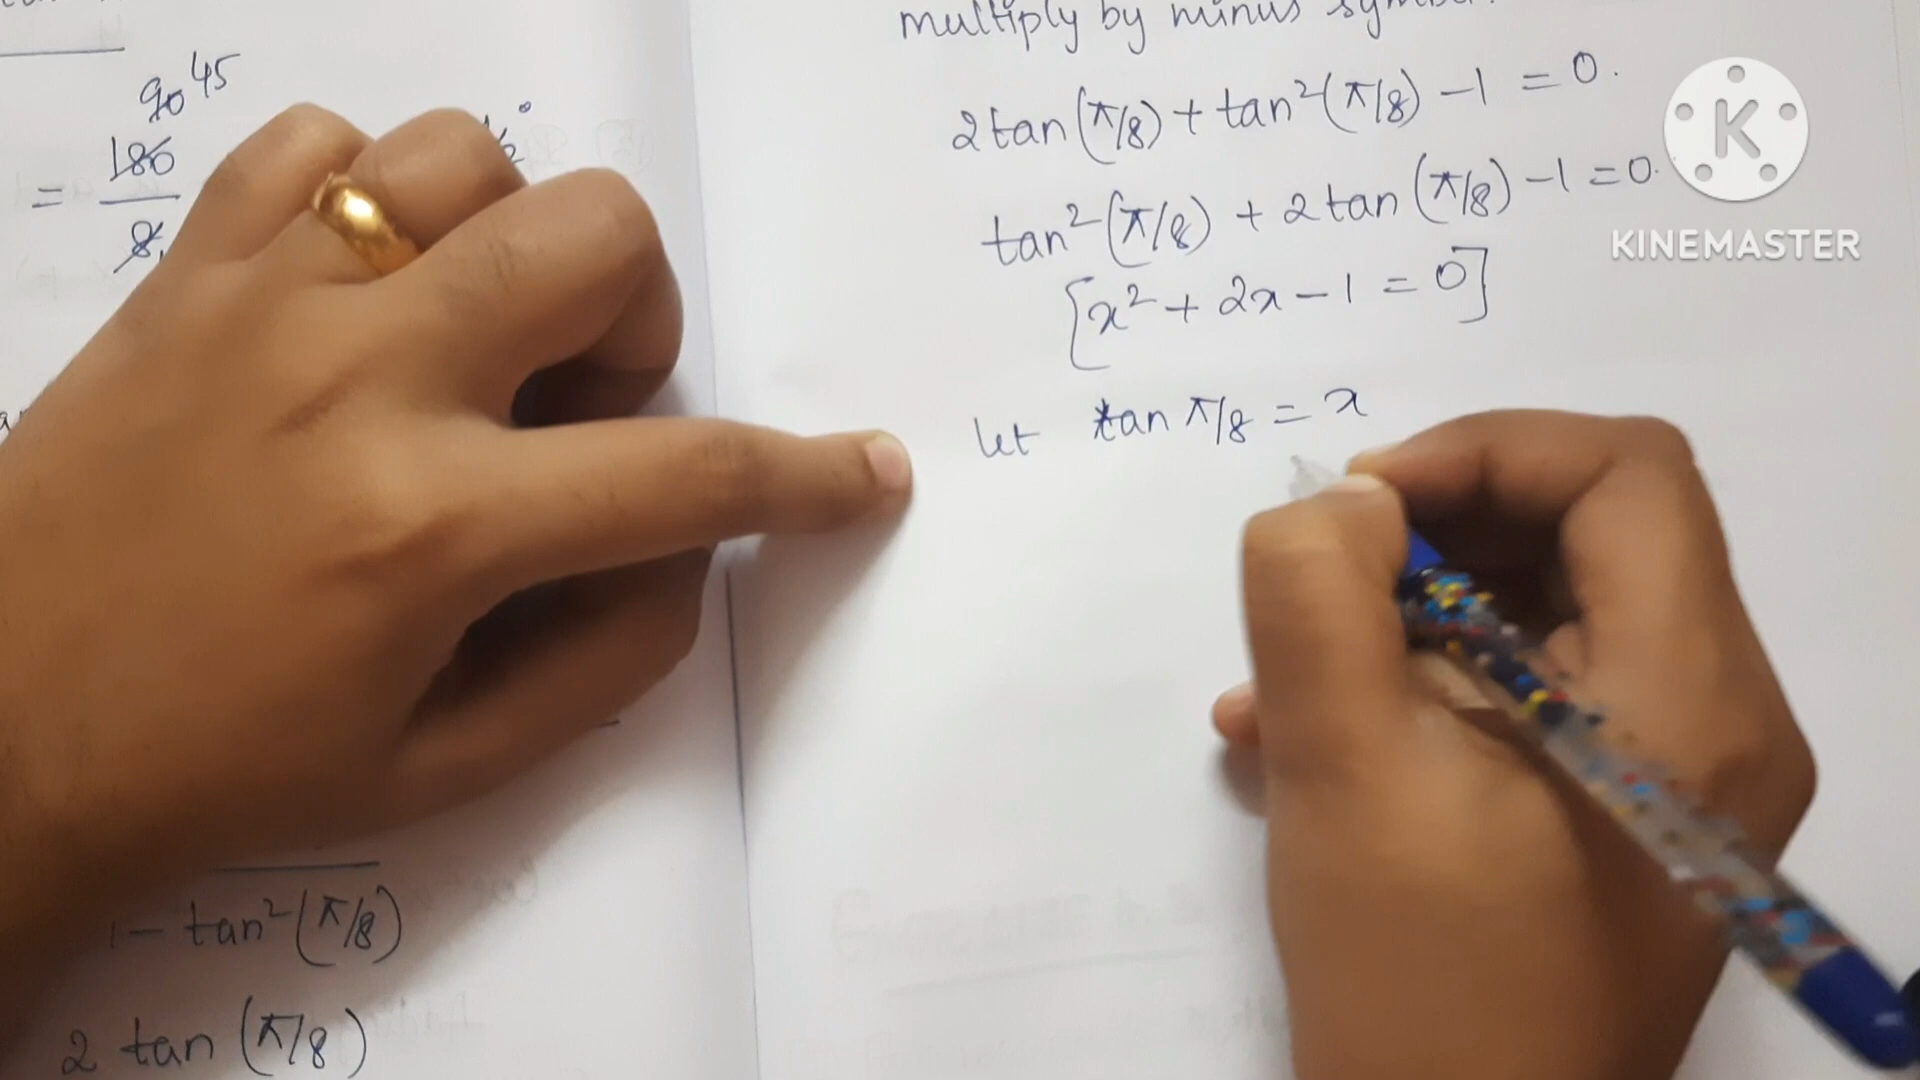 90 45
= 180
8
1 - tan²(π/8)
2 tan (π/8)
multiply by minus
2tan(π/8) + tan²(π/8) - 1 = 0.
tan²(π/8) + 2tan(π/8) - 1 = 0.
[x² + 2x - 1 = 0]
let tan π/8 = x
KINEMASTER